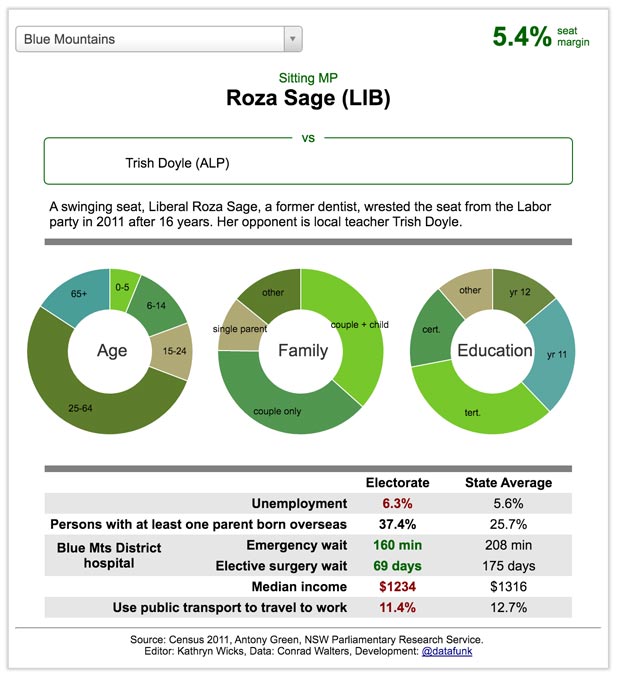 Blue Mountains
5.4% seat margin
Sitting MP
Roza Sage (LIB)
vs
Trish Doyle (ALP)
A swinging seat, Liberal Roza Sage, a former dentist, wrested the seat from the Labor
party in 2011 after 16 years. Her opponent is local teacher Trish Doyle.
Age
0-5
6-14
15-24
25-64
65+
Family
couple + child
couple only
single parent
other
Education
yr 12
yr 11
tert.
cert.
other
Electorate State Average
Unemployment 6.3% 5.6%
Persons with at least one parent born overseas 37.4% 25.7%
Blue Mts District
hospital
Emergency wait 160 min 208 min
Elective surgery wait 69 days 175 days
Median income $1234 $1316
Use public transport to travel to work 11.4% 12.7%
Source: Census 2011, Antony Green, NSW Parliamentary Research Service.
Editor: Kathryn Wicks, Data: Conrad Walters, Development: @datafunk